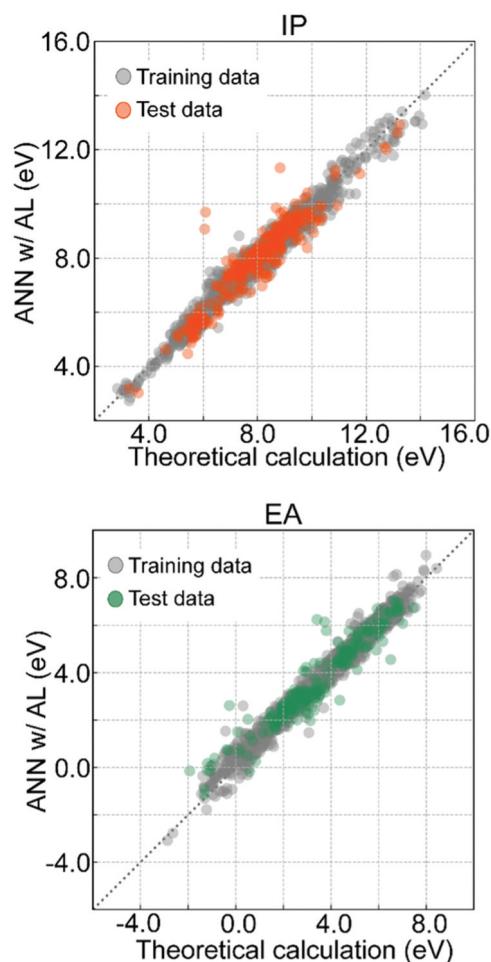 IP
16.0
Training data
Test data
12.0
8.0
4.0
ANN w/ AL (eV)
4.0 8.0 12.0 16.0
Theoretical calculation (eV)
EA
Training data
Test data
8.0
4.0
0.0
-4.0
ANN w/ AL (eV)
-4.0 0.0 4.0 8.0
Theoretical calculation (eV)